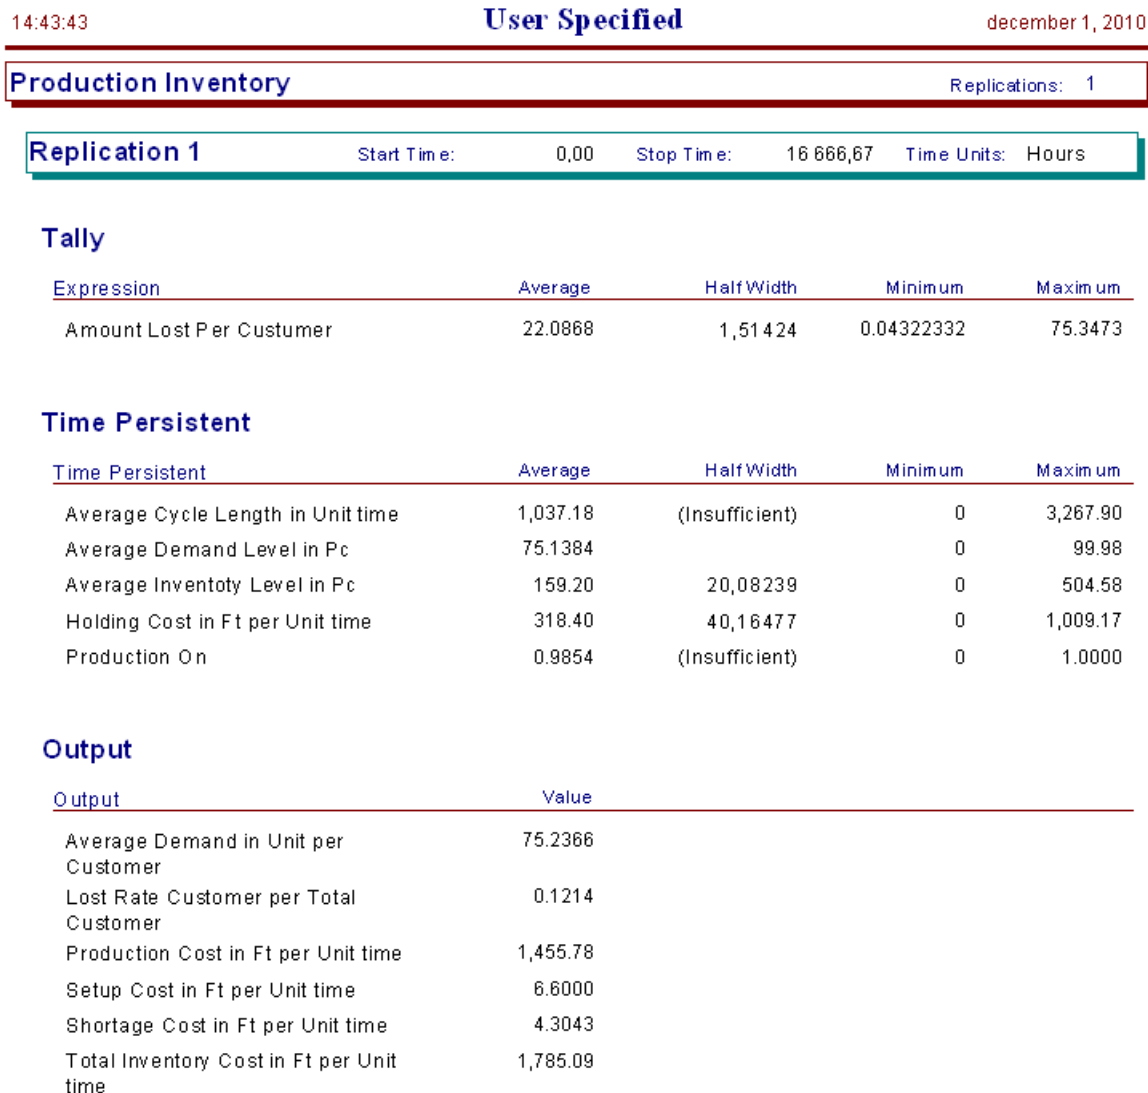 14:43:43 User Specified december 1, 2010
Production Inventory Replications: 1
Replication 1 Start Time: 0,00 Stop Time: 16 666,67 Time Units: Hours
Tally
Expression Average Half Width Minimum Maximum
Amount Lost Per Custumer 22.0868 1,51424 0.04322332 75.3473
Time Persistent
Time Persistent Average Half Width Minimum Maximum
Average Cycle Length in Unit time 1,037.18 (Insufficient) 0 3,267.90
Average Demand Level in Pc 75.1384 0 99.98
Average Inventoty Level in Pc 159.20 20,08239 0 504.58
Holding Cost in Ft per Unit time 318.40 40,16477 0 1,009.17
Production On 0.9854 (Insufficient) 0 1.0000
Output
Output Value
Average Demand in Unit per 75.2366
Customer
Lost Rate Customer per Total 0.1214
Customer
Production Cost in Ft per Unit time 1,455.78
Setup Cost in Ft per Unit time 6.6000
Shortage Cost in Ft per Unit time 4.3043
Total Inventory Cost in Ft per Unit 1,785.09
time